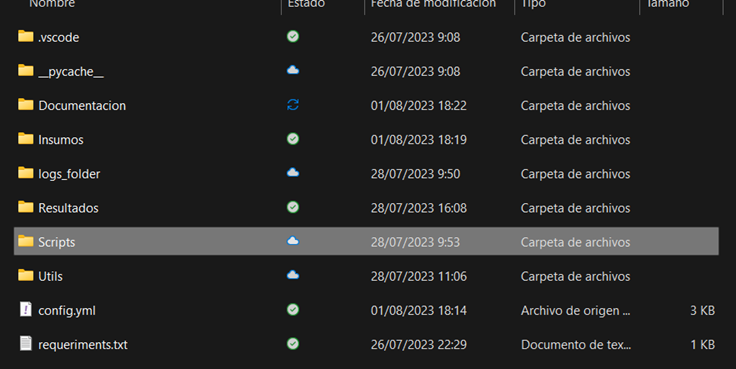 Nombre Estado Fecha de modificación Tipo Tamaño
.vscode 26/07/2023 9:08 Carpeta de archivos
__pycache__ 26/07/2023 9:08 Carpeta de archivos
Documentacion 01/08/2023 18:22 Carpeta de archivos
Insumos 01/08/2023 18:19 Carpeta de archivos
logs_folder 28/07/2023 9:50 Carpeta de archivos
Resultados 28/07/2023 16:08 Carpeta de archivos
Scripts 28/07/2023 9:53 Carpeta de archivos
Utils 28/07/2023 11:06 Carpeta de archivos
config.yml 01/08/2023 18:14 Archivo de origen ... 3 KB
requeriments.txt 26/07/2023 22:29 Documento de tex... 1 KB